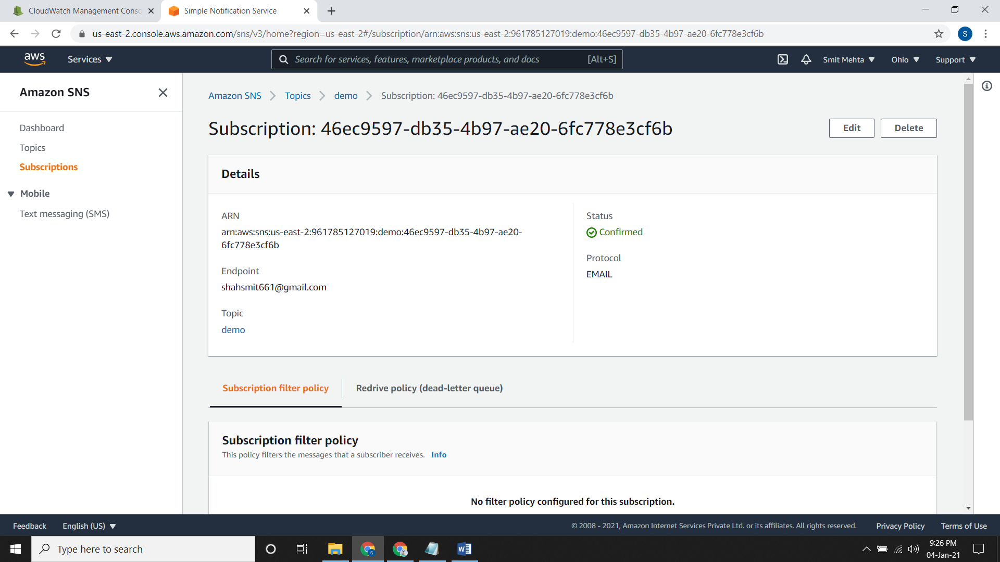 CloudWatch Management Conso
Simple Notification Service
us-east-2.console.aws.amazon.com/sns/v3/home?region=us-east-2#/subscription/arn:aws:sns:us-east-2:961785127019:demo:46ec9597-db35-4b97-ae20-6fc778e3cf6b
S
aws
Services
Search for services, features, marketplace products, and docs
[Alt+S]
Smit Mehta
Ohio
Support
Amazon SNS
Dashboard
Topics
Subscriptions
Mobile
Text messaging (SMS)
Amazon SNS
Topics
demo
Subscription: 46ec9597-db35-4b97-ae20-6fc778e3cf6b
Subscription: 46ec9597-db35-4b97-ae20-6fc778e3cf6b
Edit
Delete
Details
ARN
arn:aws:sns:us-east-2:961785127019:demo:46ec9597-db35-4b97-ae20-
6fc778e3cf6b
Endpoint
shahsmit661@gmail.com
Topic
demo
Status
Confirmed
Protocol
EMAIL
Subscription filter policy
Redrive policy (dead-letter queue)
Subscription filter policy
This policy filters the messages that a subscriber receives. Info
No filter policy configured for this subscription.
Feedback
English (US)
© 2008 - 2021, Amazon Internet Services Private Ltd. or its affiliates. All rights reserved.
Privacy Policy
Terms of Use
Type here to search
9:26 PM
04-Jan-21